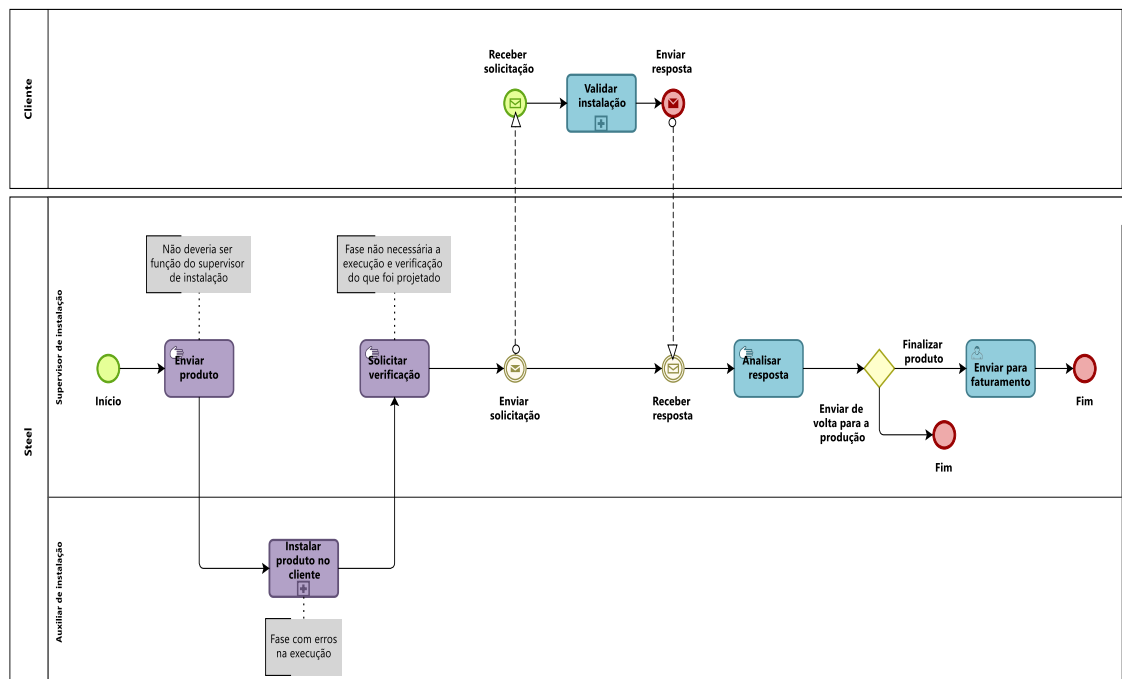 Cliente
Receber
solicitação
Validar
instalação
Enviar
resposta
Steel
Supervisor de instalação
Não deveria ser
função do supervisor
de instalação
Fase não necessária a
execução e verificação
do que foi projetado
Início
Enviar
produto
Solicitar
verificação
Enviar
solicitação
Receber
resposta
Analisar
resposta
Finalizar
produto
Enviar de
volta para a
produção
Enviar para
faturamento
Fim
Fim
Auxiliar de instalação
Instalar
produto no
cliente
Fase com erros
na execução